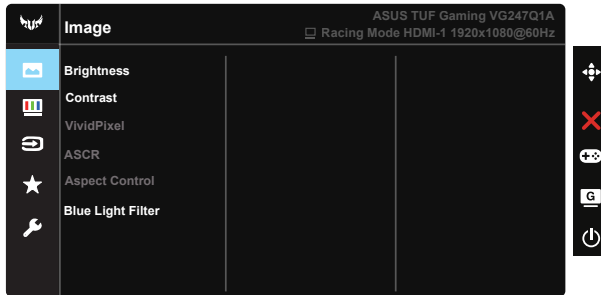 Image
ASUS TUF Gaming VG247Q1A
Racing Mode HDMI-1 1920x1080@60Hz
Brightness
Contrast
VividPixel
ASCR
Aspect Control
Blue Light Filter
G